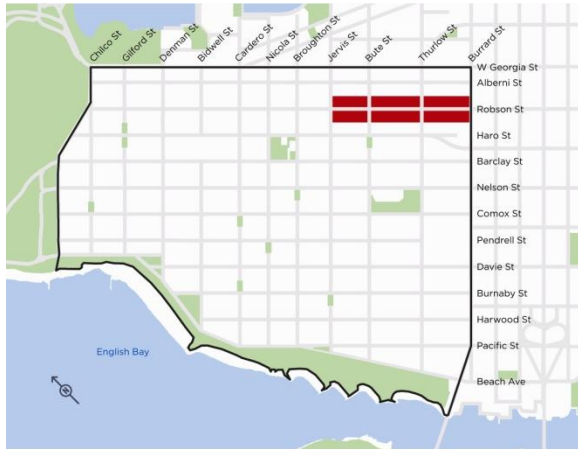 Chilco St
Gilford St
Denman St
Bidwell St
Cardero St
Nicola St
Broughton St
Jervis St
Bute St
Thurlow St
Burrard St
W Georgia St
Alberni St
Robson St
Haro St
Barclay St
Nelson St
Comox St
Pendrell St
Davie St
Burnaby St
Harwood St
Pacific St
English Bay
Beach Ave
N